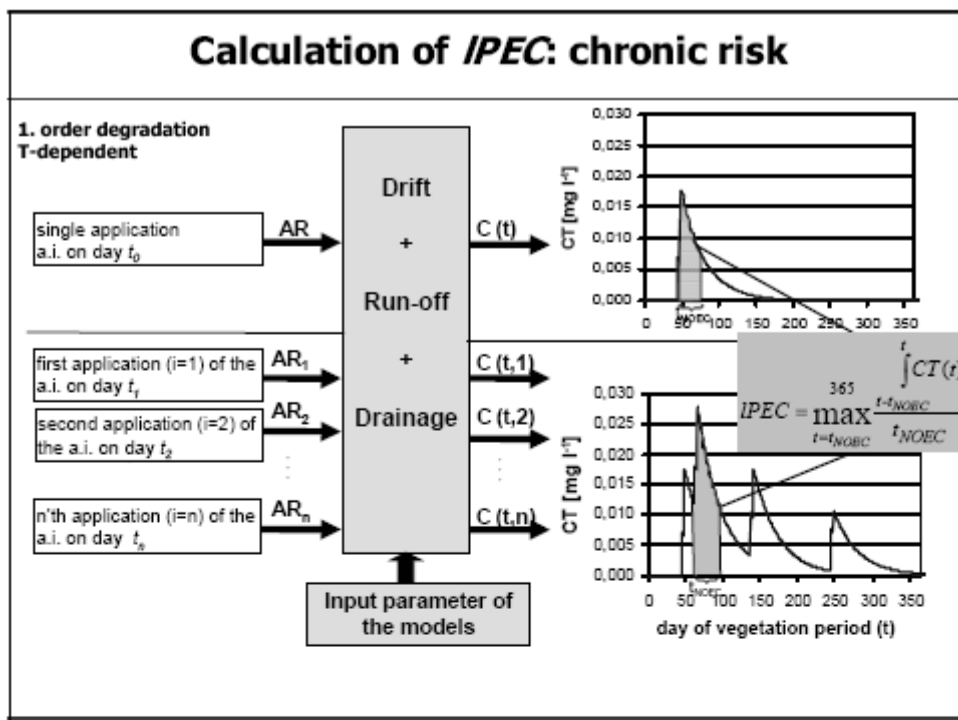 Calculation of lPEC: chronic risk
1. order degradation
T-dependent
single application
a.i. on day t0
AR
Drift
+
Run-off
+
Drainage
C (t)
first application (i=1) of the
a.i. on day t1
AR1
C (t,1)
second application (i=2) of
the a.i. on day t2
AR2
C (t,2)
n'th application (i=n) of the
a.i. on day tn
ARn
C (t,n)
Input parameter of
the models
CT [mg l-1]
0,030
0,025
0,020
0,015
0,010
0,005
0,000
0 50 100 150 200 250 300 350
tNOEC
lPEC = max t=tNOEC 365 ∫ t-tNOEC t CT(t) / tNOEC
CT [mg l-1]
0,030
0,025
0,020
0,015
0,010
0,005
0,000
0 50 100 150 200 250 300 350
tNOEC
day of vegetation period (t)